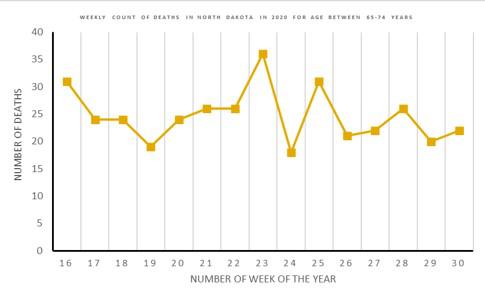 WEEKLY COUNT OF DEATHS IN NORTH DAKOTA IN 2020 FOR AGE BETWEEN 65-74 YEARS
40
35
30
25
20
15
10
5
0
NUMBER OF DEATHS
16 17 18 19 20 21 22 23 24 25 26 27 28 29 30
NUMBER OF WEEK OF THE YEAR